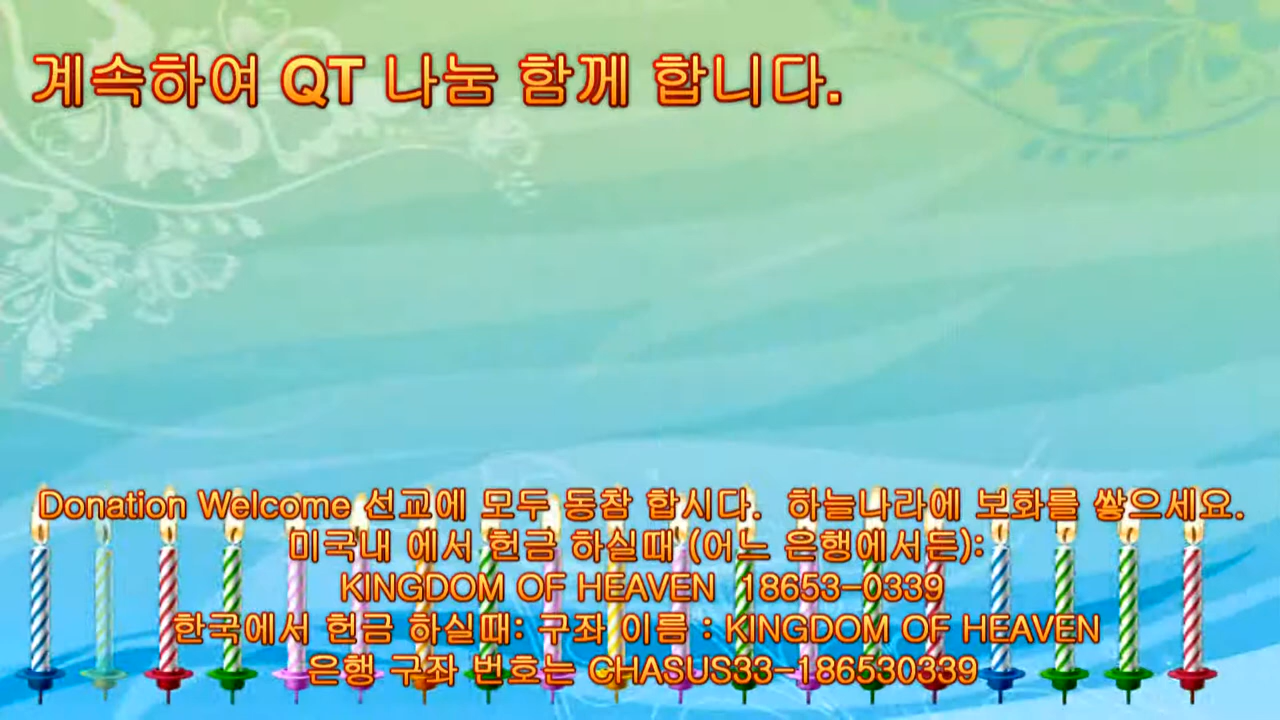 계속하여 QT 나눔 함께 합니다.
Donation Welcome 선교에 모두 동참 합시다. 하늘나라에 보화를 쌓으세요.
미국내 에서 헌금 하실때 (어느 은행에서든):
KINGDOM OF HEAVEN 18653-0339
한국에서 헌금 하실때: 구좌 이름 : KINGDOM OF HEAVEN
은행 구좌 번호는 CHASUS33-186530339